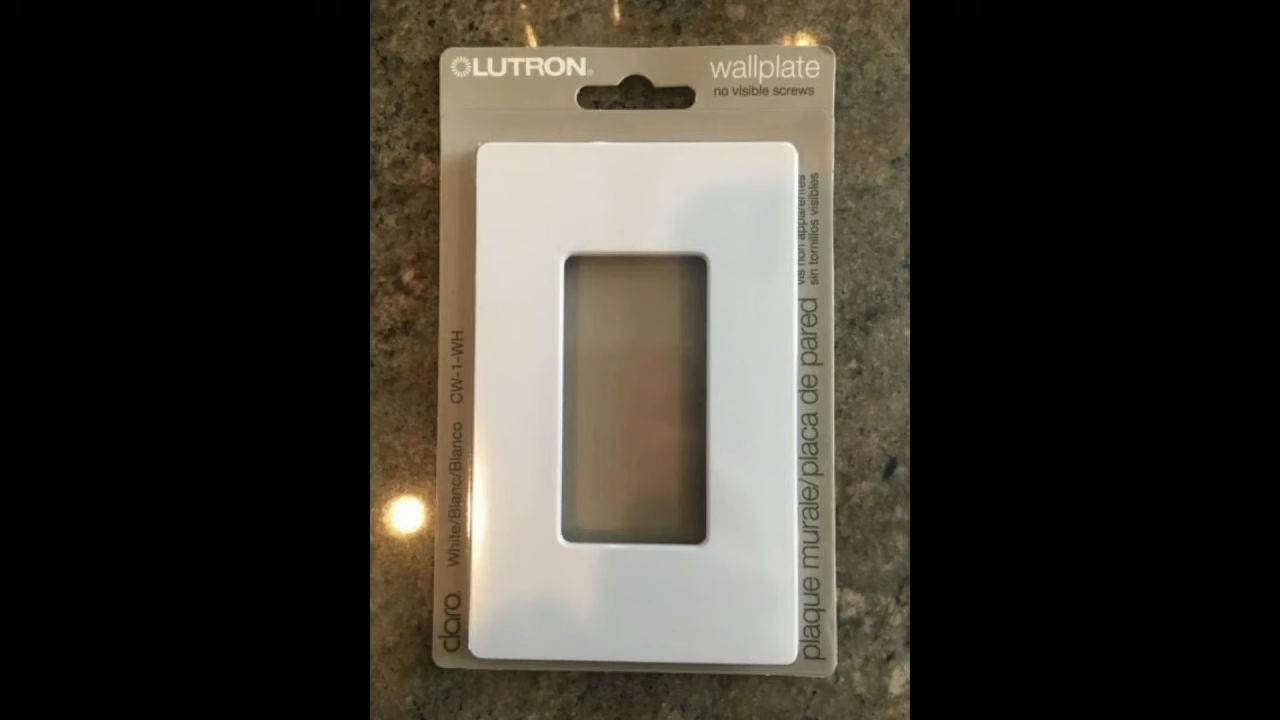 LUTRON®
wallplate
no visible screws
vis non apparentes
sin tornillos visibles
plaque murale/placa de pared
claro White/Blanc/Blanco CW-1-WH